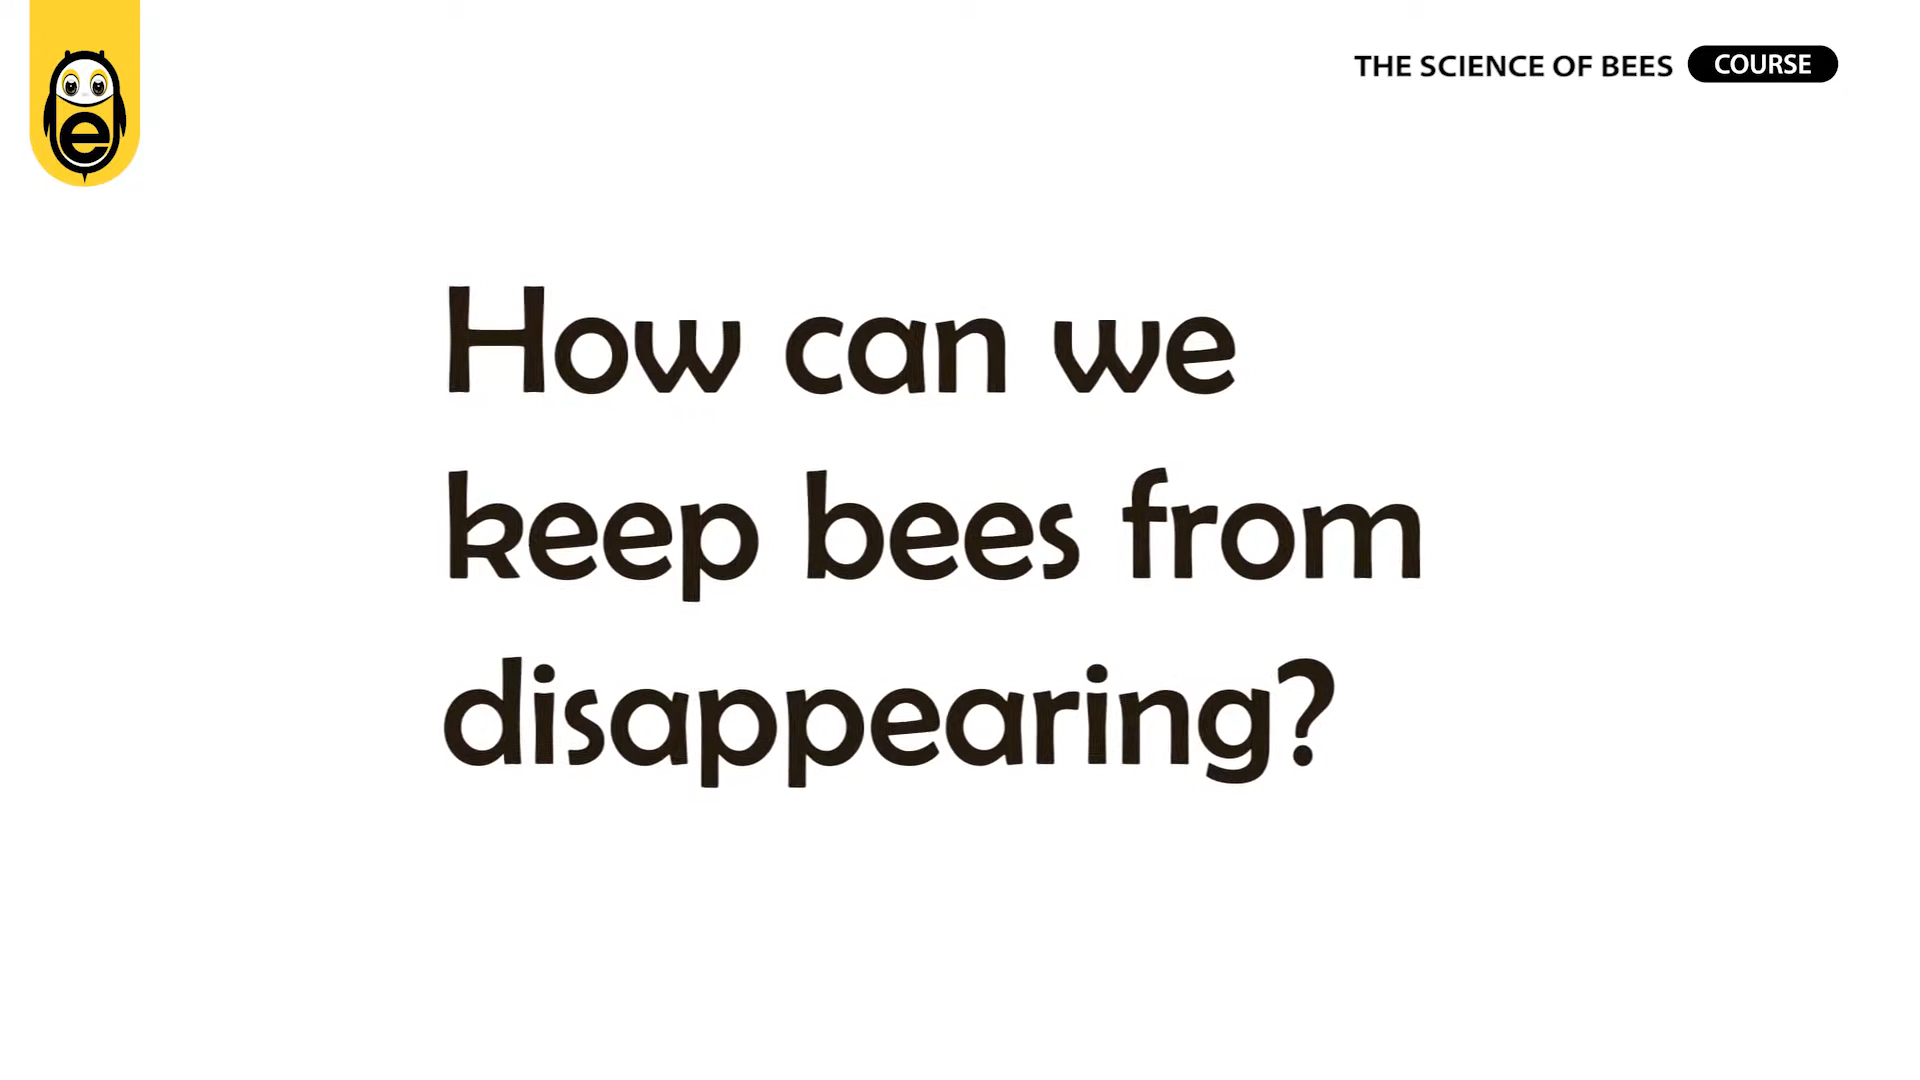 THE SCIENCE OF BEES COURSE
e
How can we
keep bees from
disappearing?